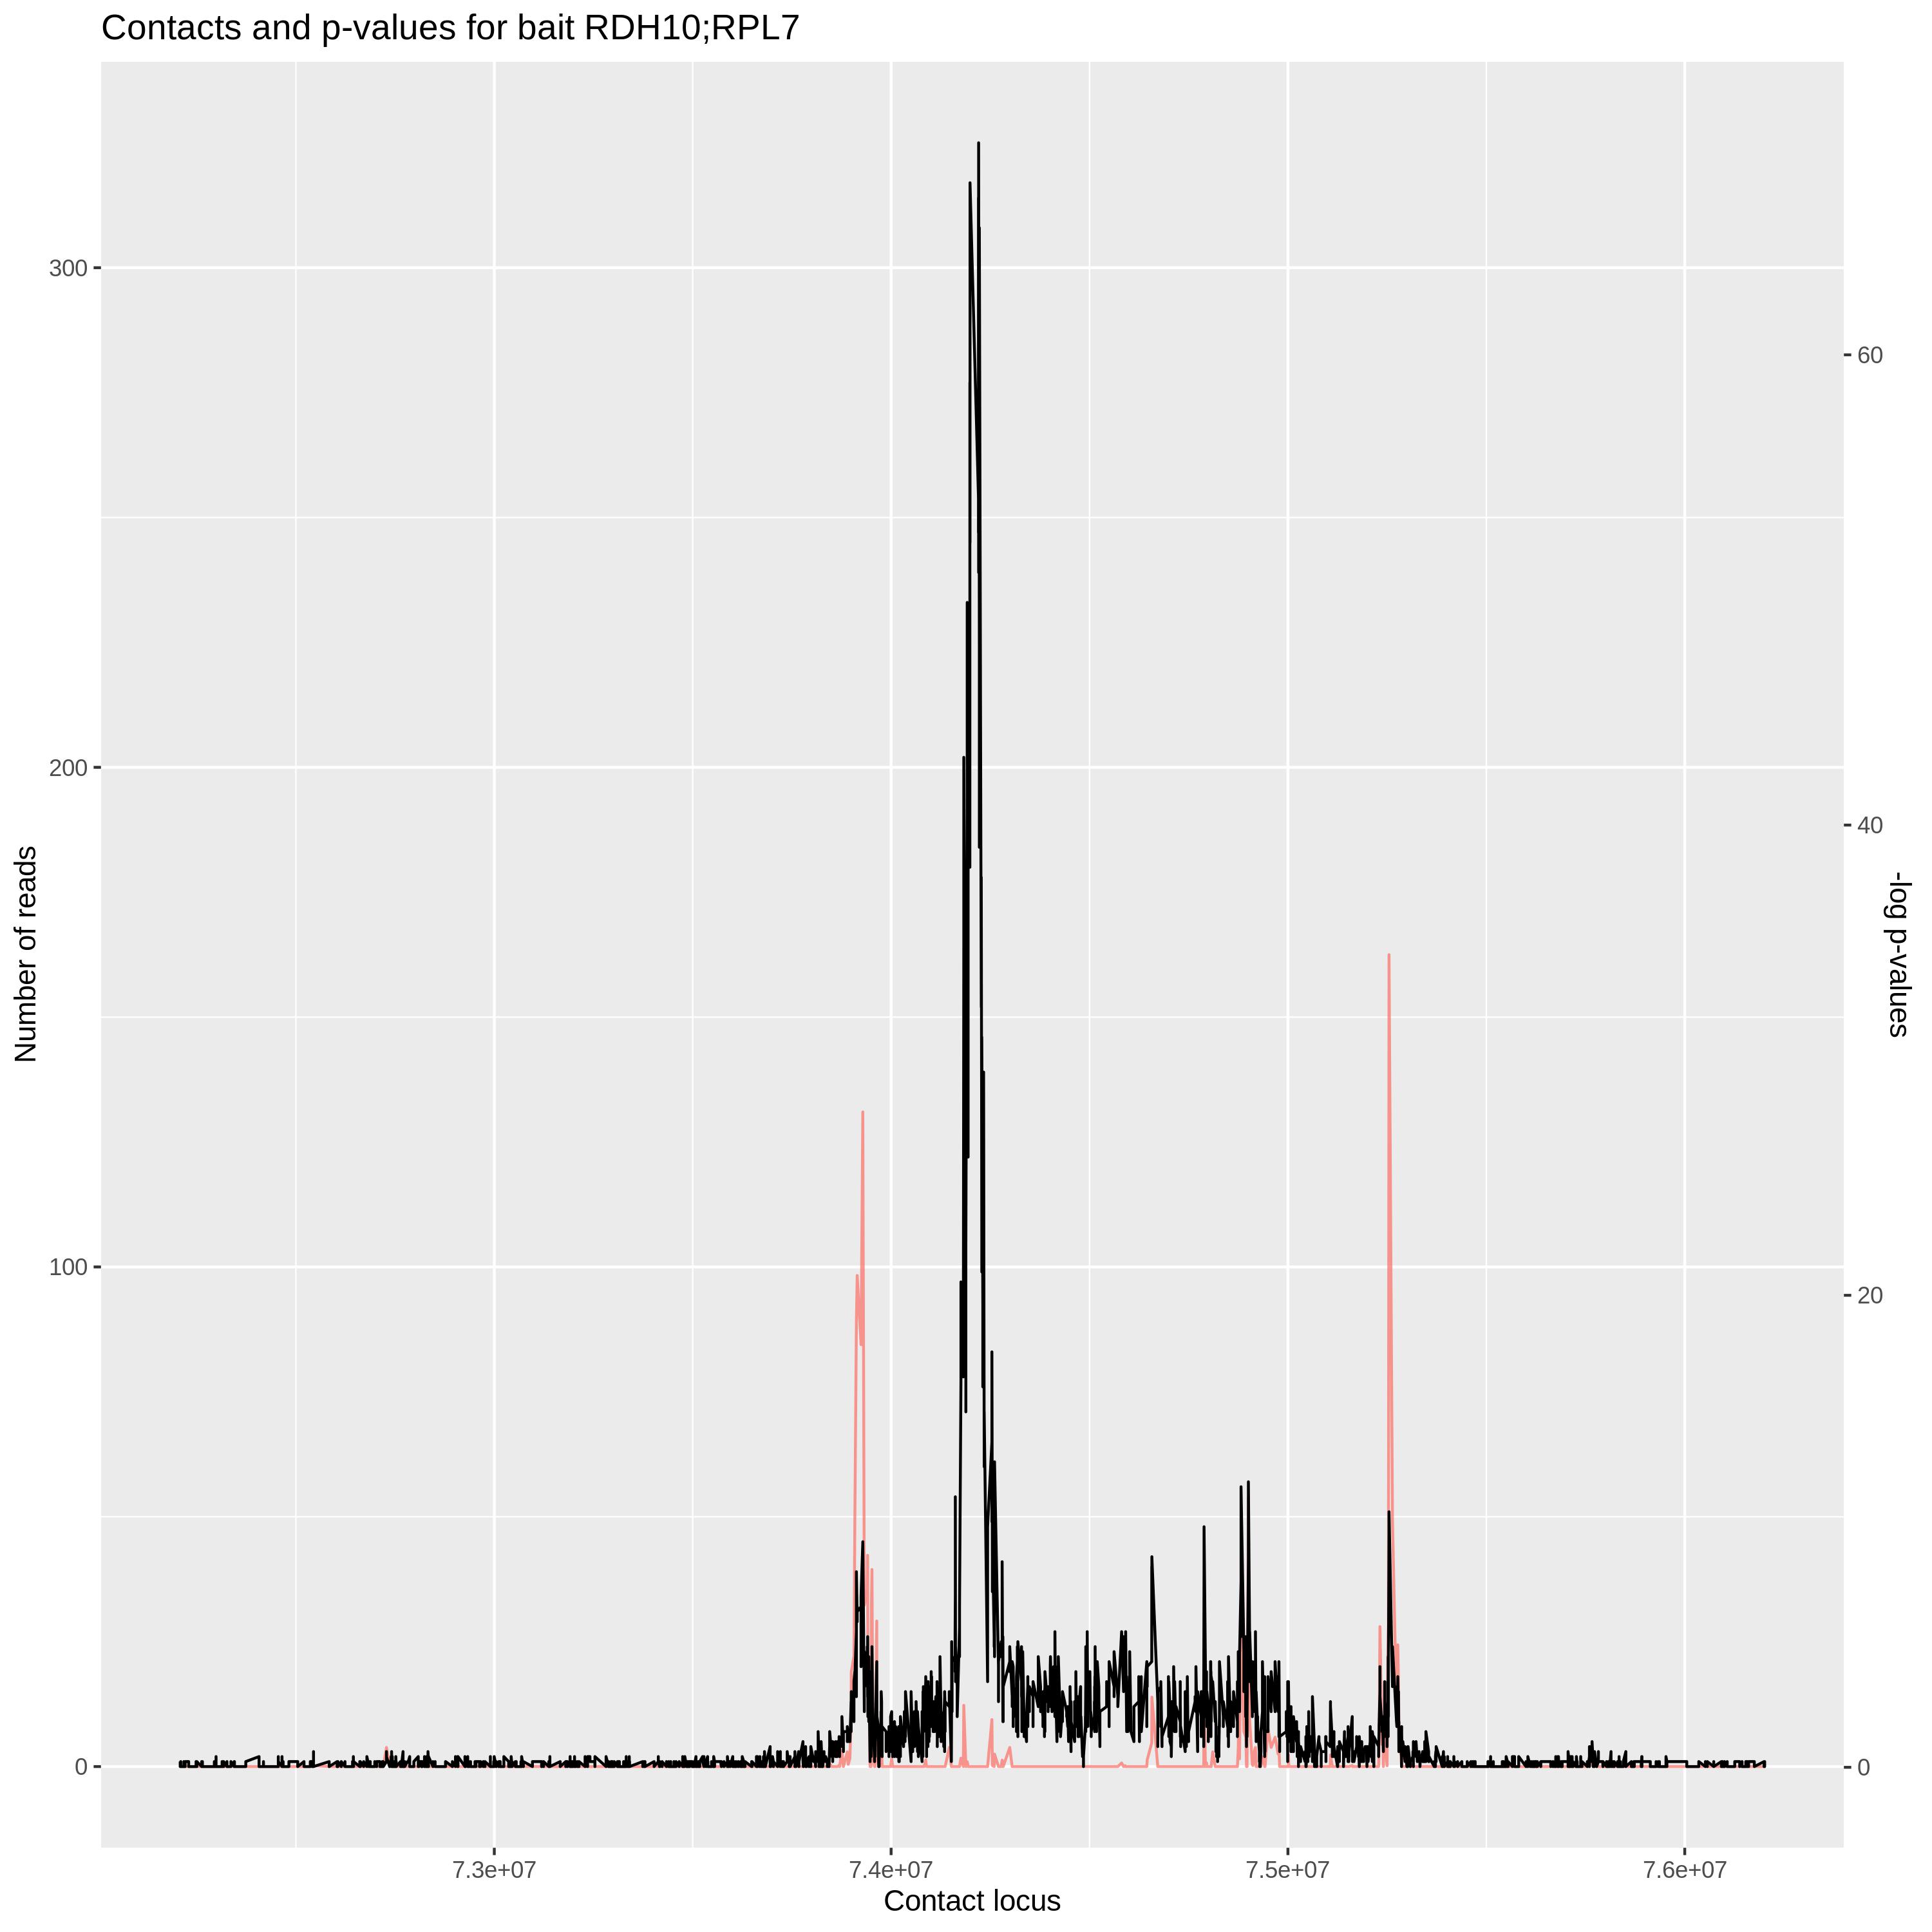 Contacts and p-values for bait RDH10;RPL7
300
200
100
0
60
40
20
0
Number of reads
-log p-values
7.3e+07
7.4e+07
7.5e+07
7.6e+07
Contact locus